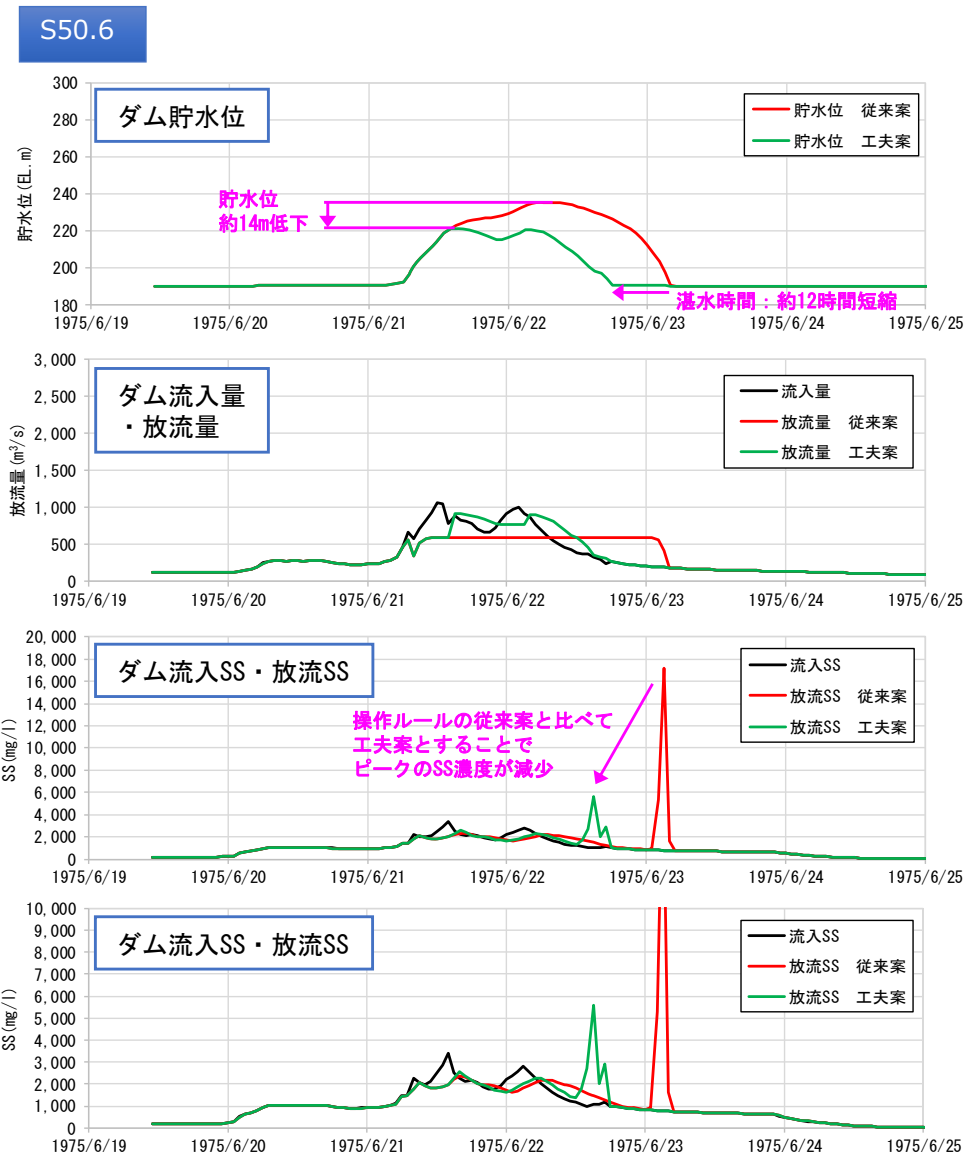 S50.6
300
280
260
240
220
200
180
貯水位(EL.m)
ダム貯水位
貯水位　従来案
貯水位　工夫案
貯水位
約14m低下
湛水時間：約12時間短縮
1975/6/19
1975/6/20
1975/6/21
1975/6/22
1975/6/23
1975/6/24
1975/6/25
3,000
2,500
2,000
1,500
1,000
500
0
放流量(m³/s)
ダム流入量
・放流量
流入量
放流量　従来案
放流量　工夫案
1975/6/19
1975/6/20
1975/6/21
1975/6/22
1975/6/23
1975/6/24
1975/6/25
20,000
18,000
16,000
14,000
12,000
10,000
8,000
6,000
4,000
2,000
0
SS(mg/l)
ダム流入SS・放流SS
流入SS
放流SS　従来案
放流SS　工夫案
操作ルールの従来案と比べて
工夫案とすることで
ピークのSS濃度が減少
1975/6/19
1975/6/20
1975/6/21
1975/6/22
1975/6/23
1975/6/24
1975/6/25
10,000
9,000
8,000
7,000
6,000
5,000
4,000
3,000
2,000
1,000
0
SS(mg/l)
ダム流入SS・放流SS
流入SS
放流SS　従来案
放流SS　工夫案
1975/6/19
1975/6/20
1975/6/21
1975/6/22
1975/6/23
1975/6/24
1975/6/25